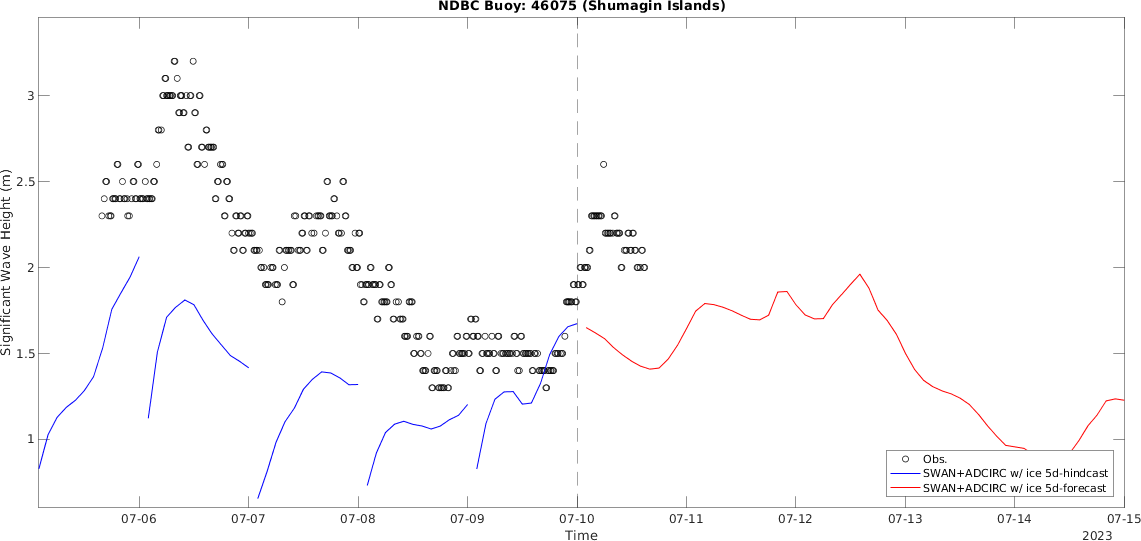 NDBC Buoy: 46075 (Shumagin Islands)
Significant Wave Height (m)
3
2.5
2
1.5
1
Obs.
SWAN+ADCIRC w/ ice 5d-hindcast
SWAN+ADCIRC w/ ice 5d-forecast
07-06 07-07 07-08 07-09 07-10 07-11 07-12 07-13 07-14 07-15
Time
2023